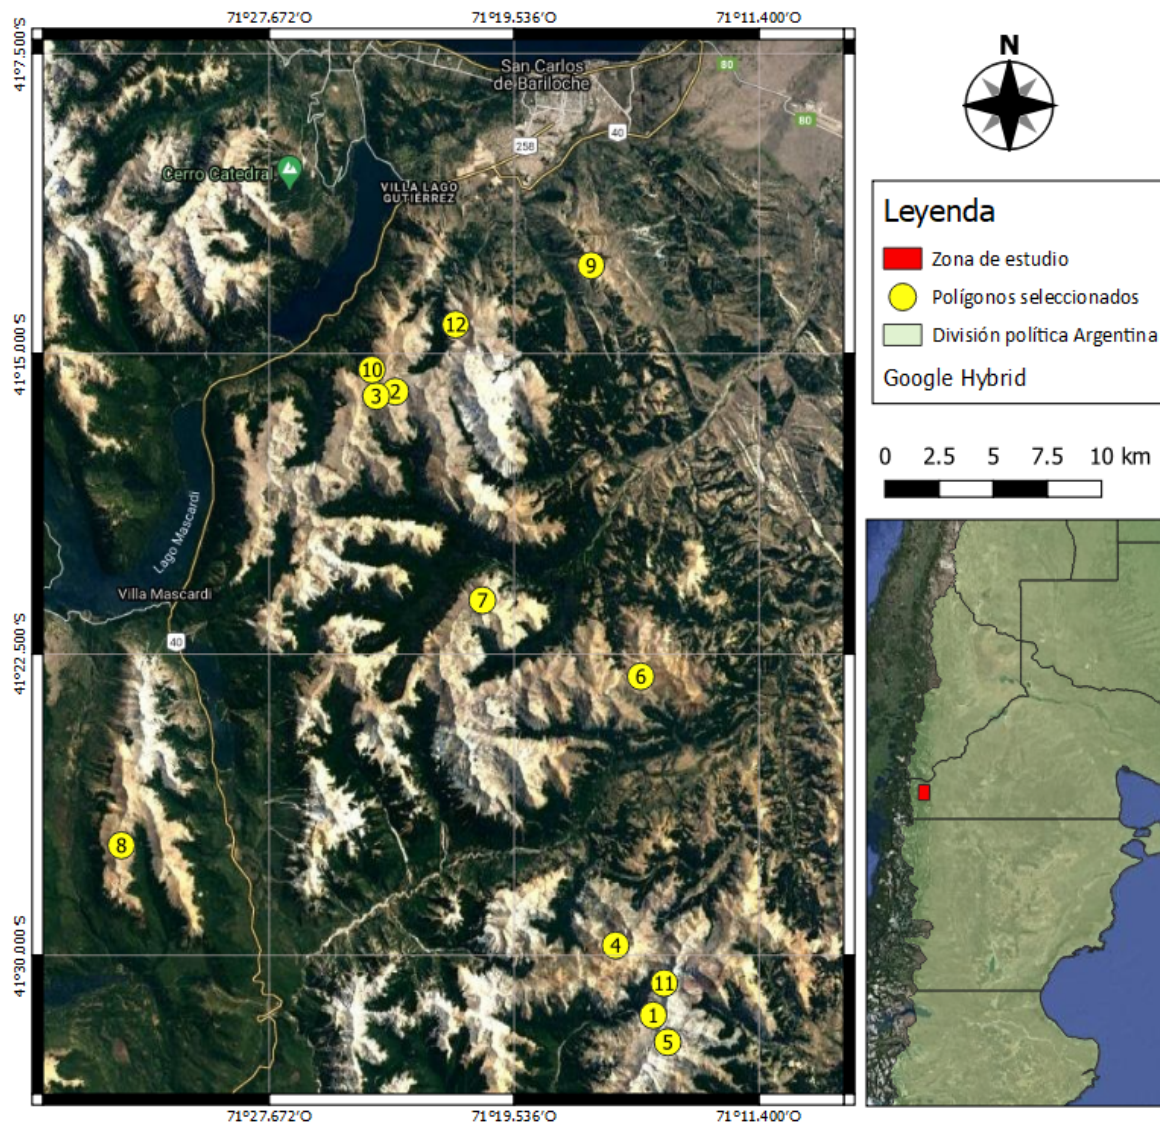 71°27.672'O
71°19.536'O
71°11.400'O
41°7.500'S
41°15.000'S
41°22.500'S
41°30.000'S
San Carlos
de Bariloche
80
80
40
258
Cerro Catedral
VILLA LAGO
GUTIÉRREZ
9
12
10
2
3
Lago Mascardi
Villa Mascardi
7
40
6
8
4
11
1
5
71°27.672'O
71°19.536'O
71°11.400'O
N
Leyenda
Zona de estudio
Polígonos seleccionados
División política Argentina
Google Hybrid
0 2.5 5 7.5 10 km